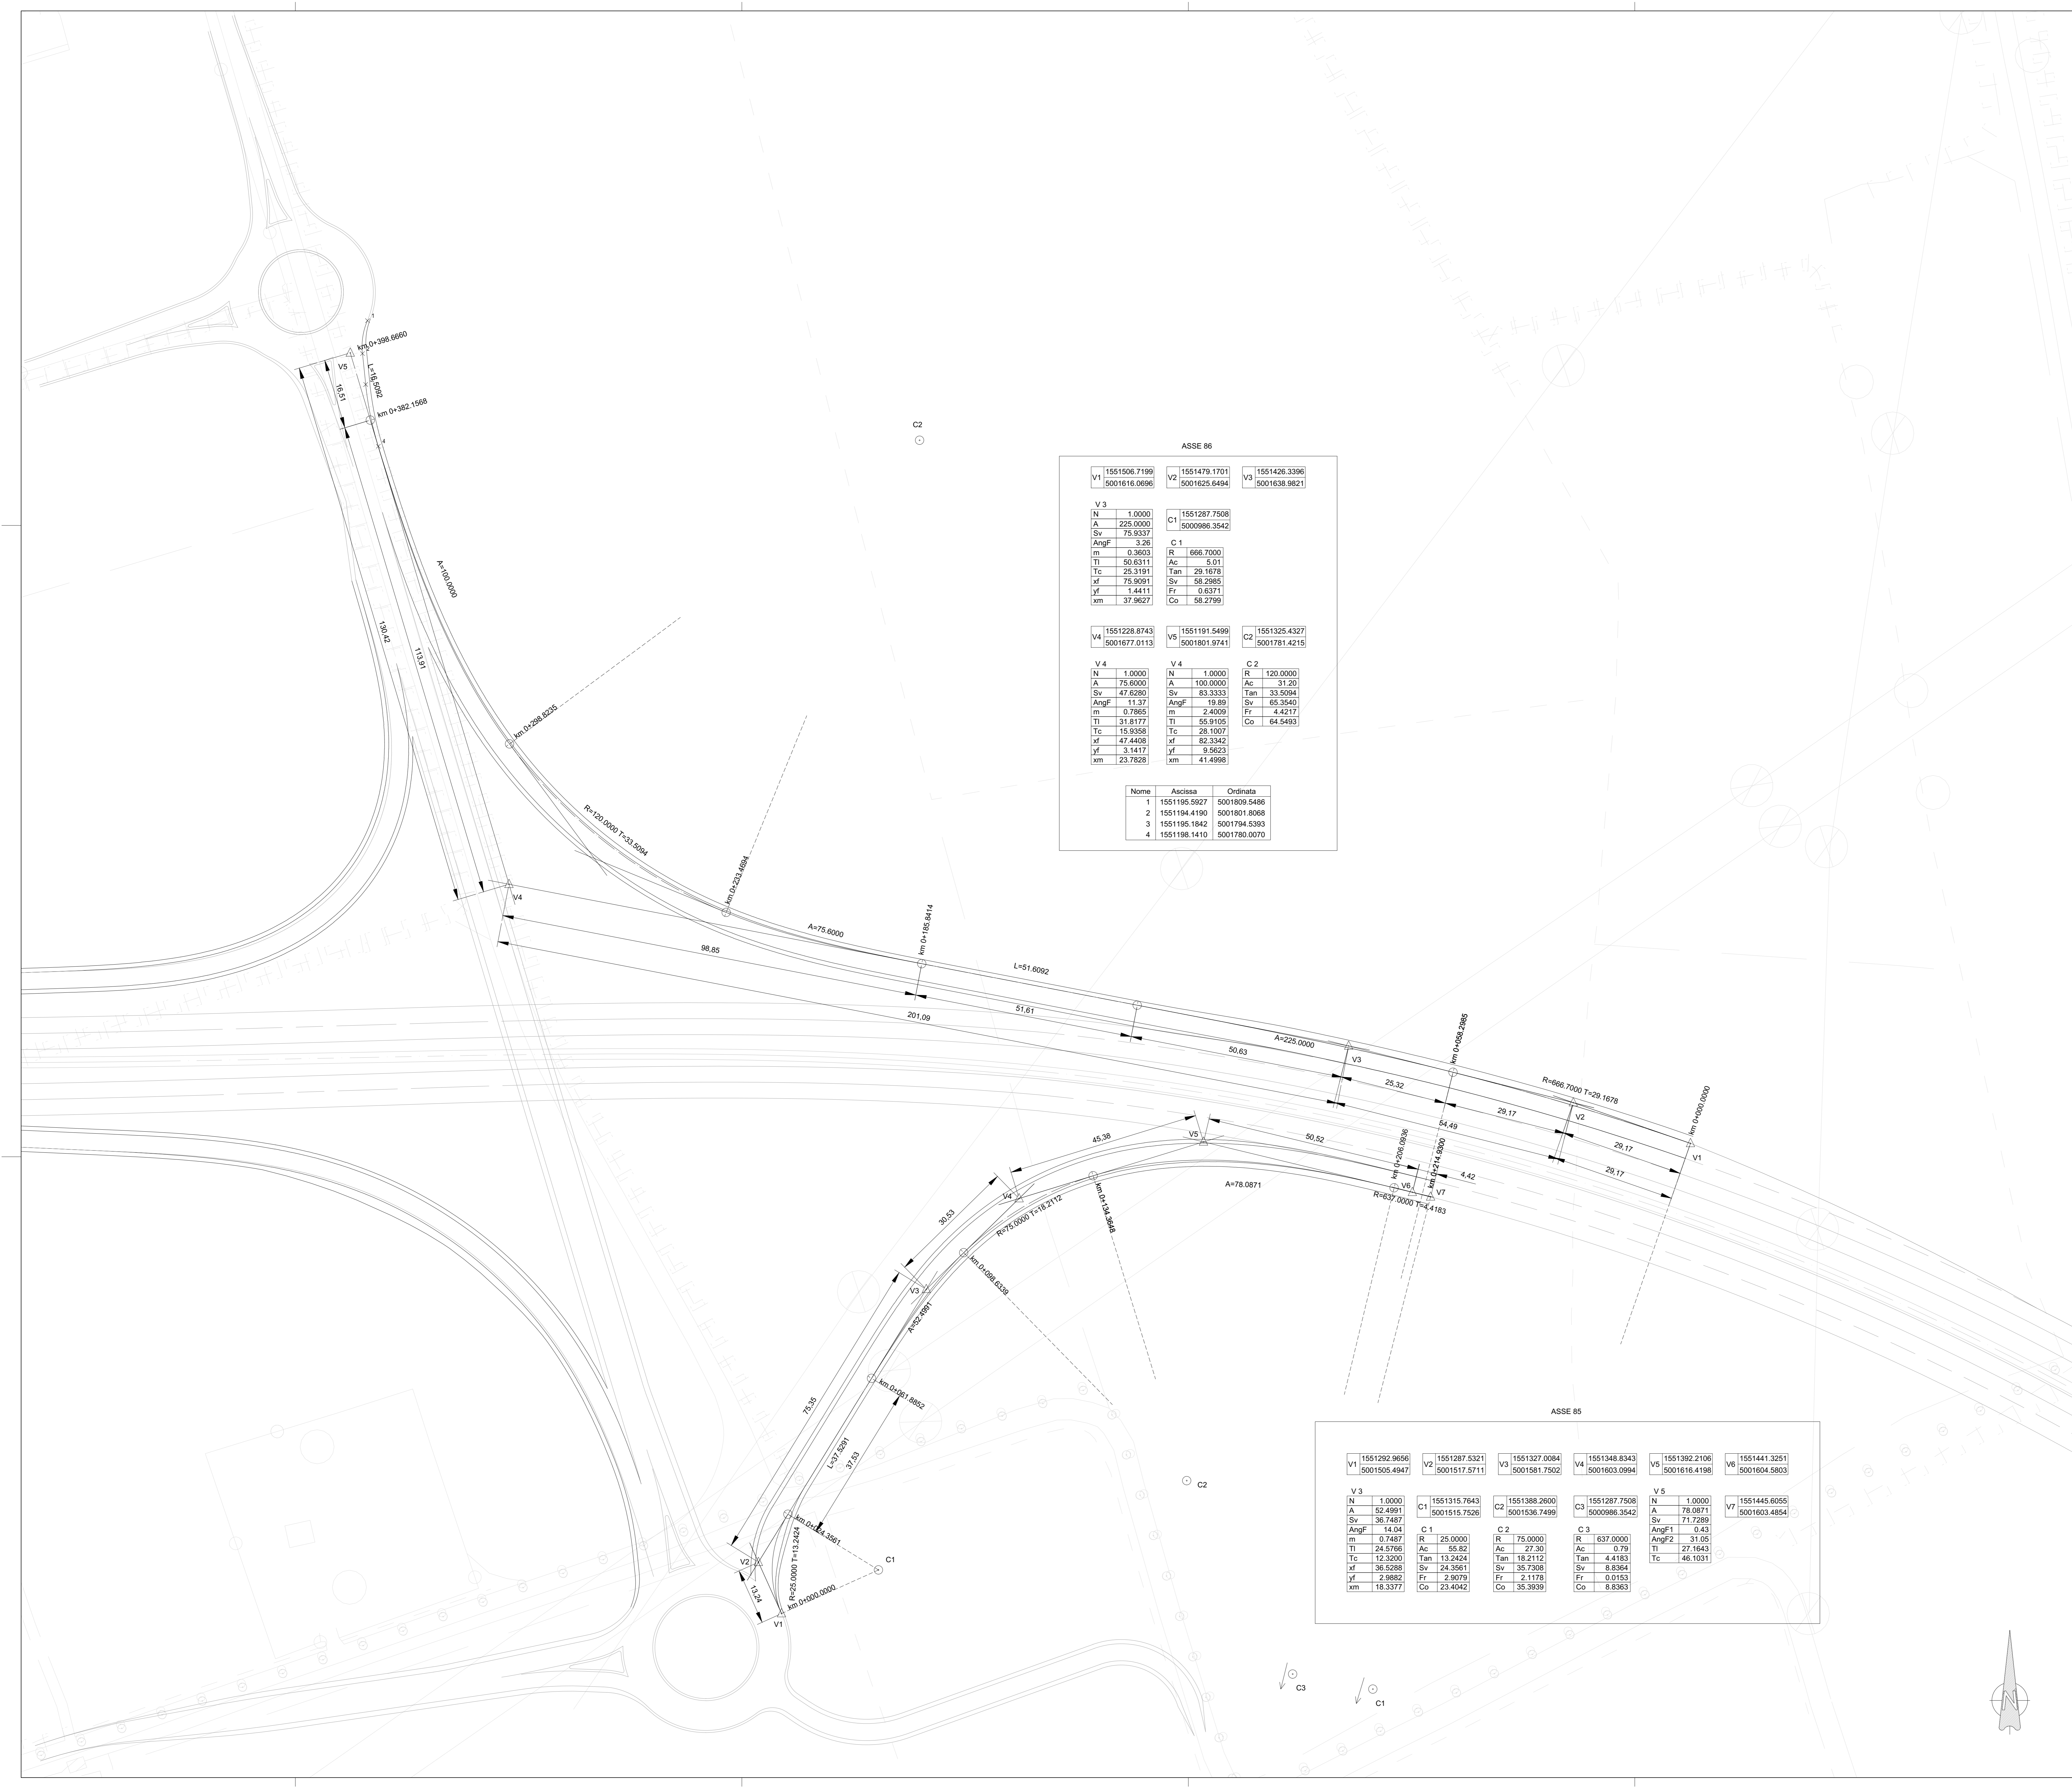 1
km 0+398.6660
2
V5
L=16.5092
16,51
km 0+382.1568
4
C2
A=100.0000
130,42
113,91
km 0+298.8235
R=120.0000 T=33.5094
km 0+233.4694
V4
98,85
A=75.6000
km 0+185.8414
L=51.6092
51,61
201,09
A=225.0000
50,63
V3
25,32
km 0+058.2985
R=666.7000 T=29.1678
V2
29,17
54,49
km 0+000.0000
V1
29,17
29,17
ASSE 86
V1 1551506.7199 5001616.0696
V2 1551479.1701 5001625.6494
V3 1551426.3396 5001638.9821
V 3
N 1.0000
A 225.0000
Sv 75.9337
AngF 3.26
m 0.3603
Tl 50.6311
Tc 25.3191
xf 75.9091
yf 1.4411
xm 37.9627
C1 1551287.7508 5000986.3542
C 1
R 666.7000
Ac 5.01
Tan 29.1678
Sv 58.2985
Fr 0.6371
Co 58.2799
V4 1551228.8743 5001677.0113
V5 1551191.5499 5001801.9741
C2 1551325.4327 5001781.4215
V 4
N 1.0000
A 75.6000
Sv 47.6280
AngF 11.37
m 0.7865
Tl 31.8177
Tc 15.9358
xf 47.4408
yf 3.1417
xm 23.7828
V 4
N 1.0000
A 100.0000
Sv 83.3333
AngF 19.89
m 2.4009
Tl 55.9105
Tc 28.1007
xf 82.3342
yf 9.5623
xm 41.4998
C 2
R 120.0000
Ac 31.20
Tan 33.5094
Sv 65.3540
Fr 4.4217
Co 64.5493
Nome Ascissa Ordinata
1 1551195.5927 5001809.5486
2 1551194.4190 5001801.8068
3 1551195.1842 5001794.5393
4 1551198.1410 5001780.0070
V5
45,38
50,52
km 0+206.0936
km 0+214.9300
4,42
V6
V7
R=637.0000 T=4.4183
A=78.0871
km 0+134.3648
V4
30,53
R=75.0000 T=18.2112
km 0+098.6339
V3
A=52.4991
75,35
km 0+061.8852
L=37.5291
37,53
km 0+024.3561
V2
13,24
R=25.0000 T=13.2424
km 0+000.0000
V1
C1
C2
C3
C1
ASSE 85
V1 1551292.9656 5001505.4947
V2 1551287.5321 5001517.5711
V3 1551327.0084 5001581.7502
V4 1551348.8343 5001603.0994
V5 1551392.2106 5001616.4198
V6 1551441.3251 5001604.5803
V 3
N 1.0000
A 52.4991
Sv 36.7487
AngF 14.04
m 0.7487
Tl 24.5766
Tc 12.3200
xf 36.5288
yf 2.9882
xm 18.3377
C1 1551315.7643 5001515.7526
C 1
R 25.0000
Ac 55.82
Tan 13.2424
Sv 24.3561
Fr 2.9079
Co 23.4042
C2 1551388.2600 5001536.7499
C 2
R 75.0000
Ac 27.30
Tan 18.2112
Sv 35.7308
Fr 2.1178
Co 35.3939
C3 1551287.7508 5000986.3542
C 3
R 637.0000
Ac 0.79
Tan 4.4183
Sv 8.8364
Fr 0.0153
Co 8.8363
V 5
N 1.0000
A 78.0871
Sv 71.7289
AngF1 0.43
AngF2 31.05
Tl 27.1643
Tc 46.1031
V7 1551445.6055 5001603.4854
N